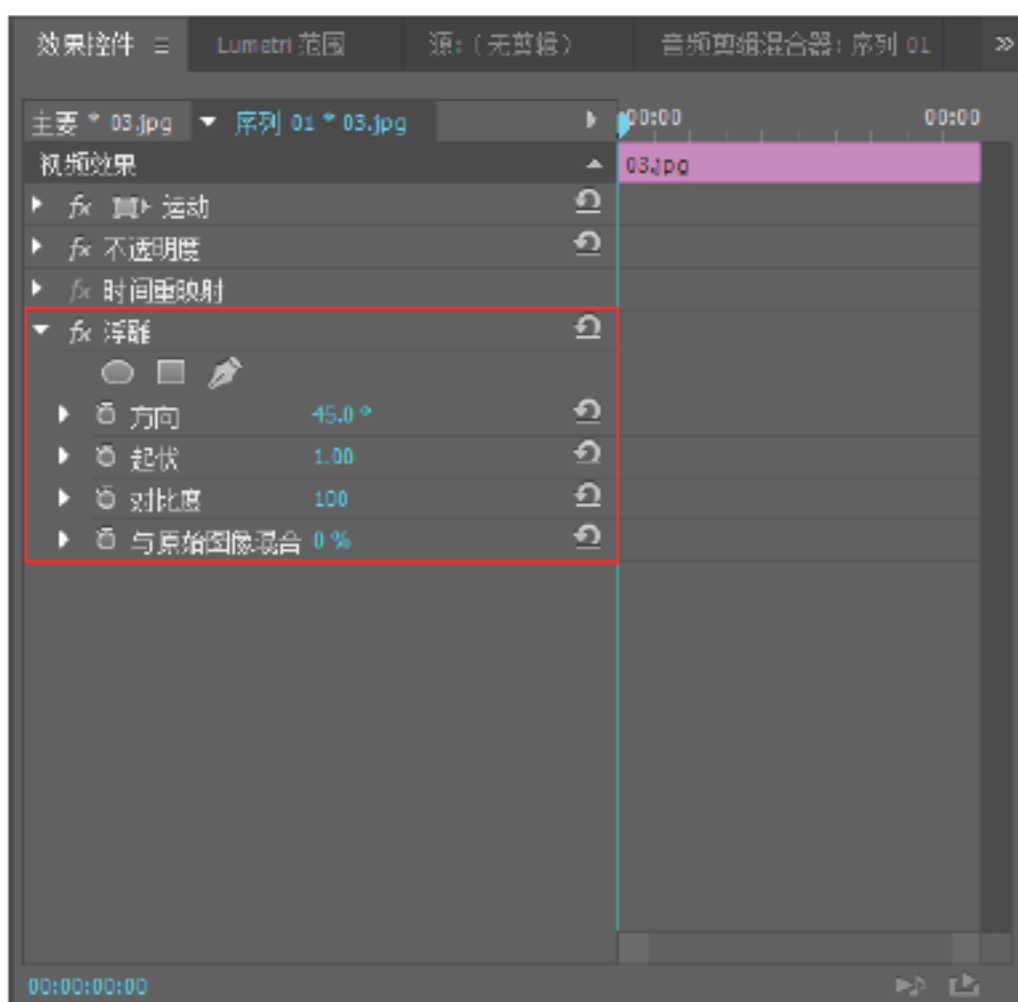 效果控件 Lumetri 范围 源:(无剪辑) 音频剪辑混合器: 序列 01
主要 * 03.jpg 序列 01 * 03.jpg 00:00 00:00
视频效果 03.jpg
fx 运动
fx 不透明度
fx 时间重映射
fx 浮雕
方向 45.0 °
起伏 1.00
对比度 100
与原始图像混合 0 %
00:00:00:00